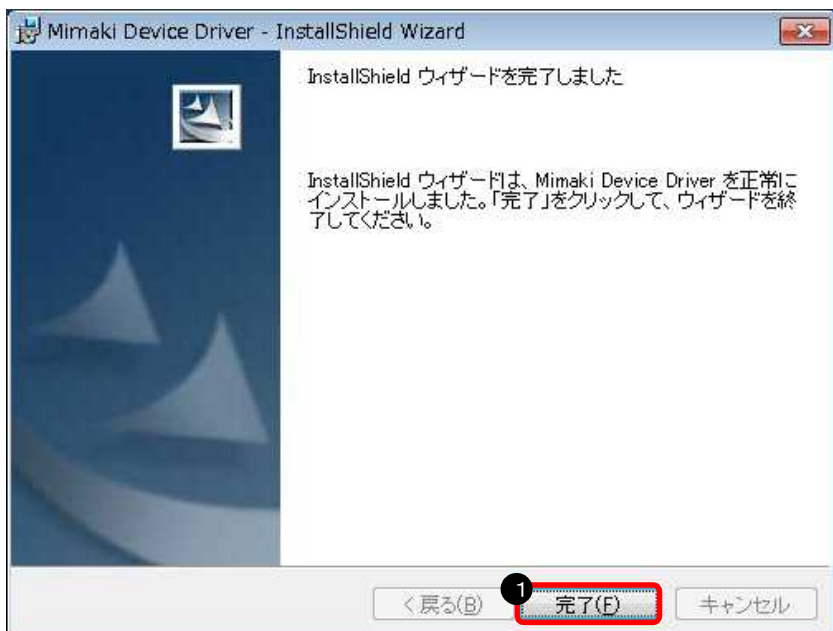 Mimaki Device Driver - InstallShield Wizard
InstallShield ウィザードを完了しました
InstallShield ウィザードは、Mimaki Device Driver を正常に
インストールしました。「完了」をクリックして、ウィザードを終
了してください。
1
< 戻る(B)
完了(F)
キャンセル